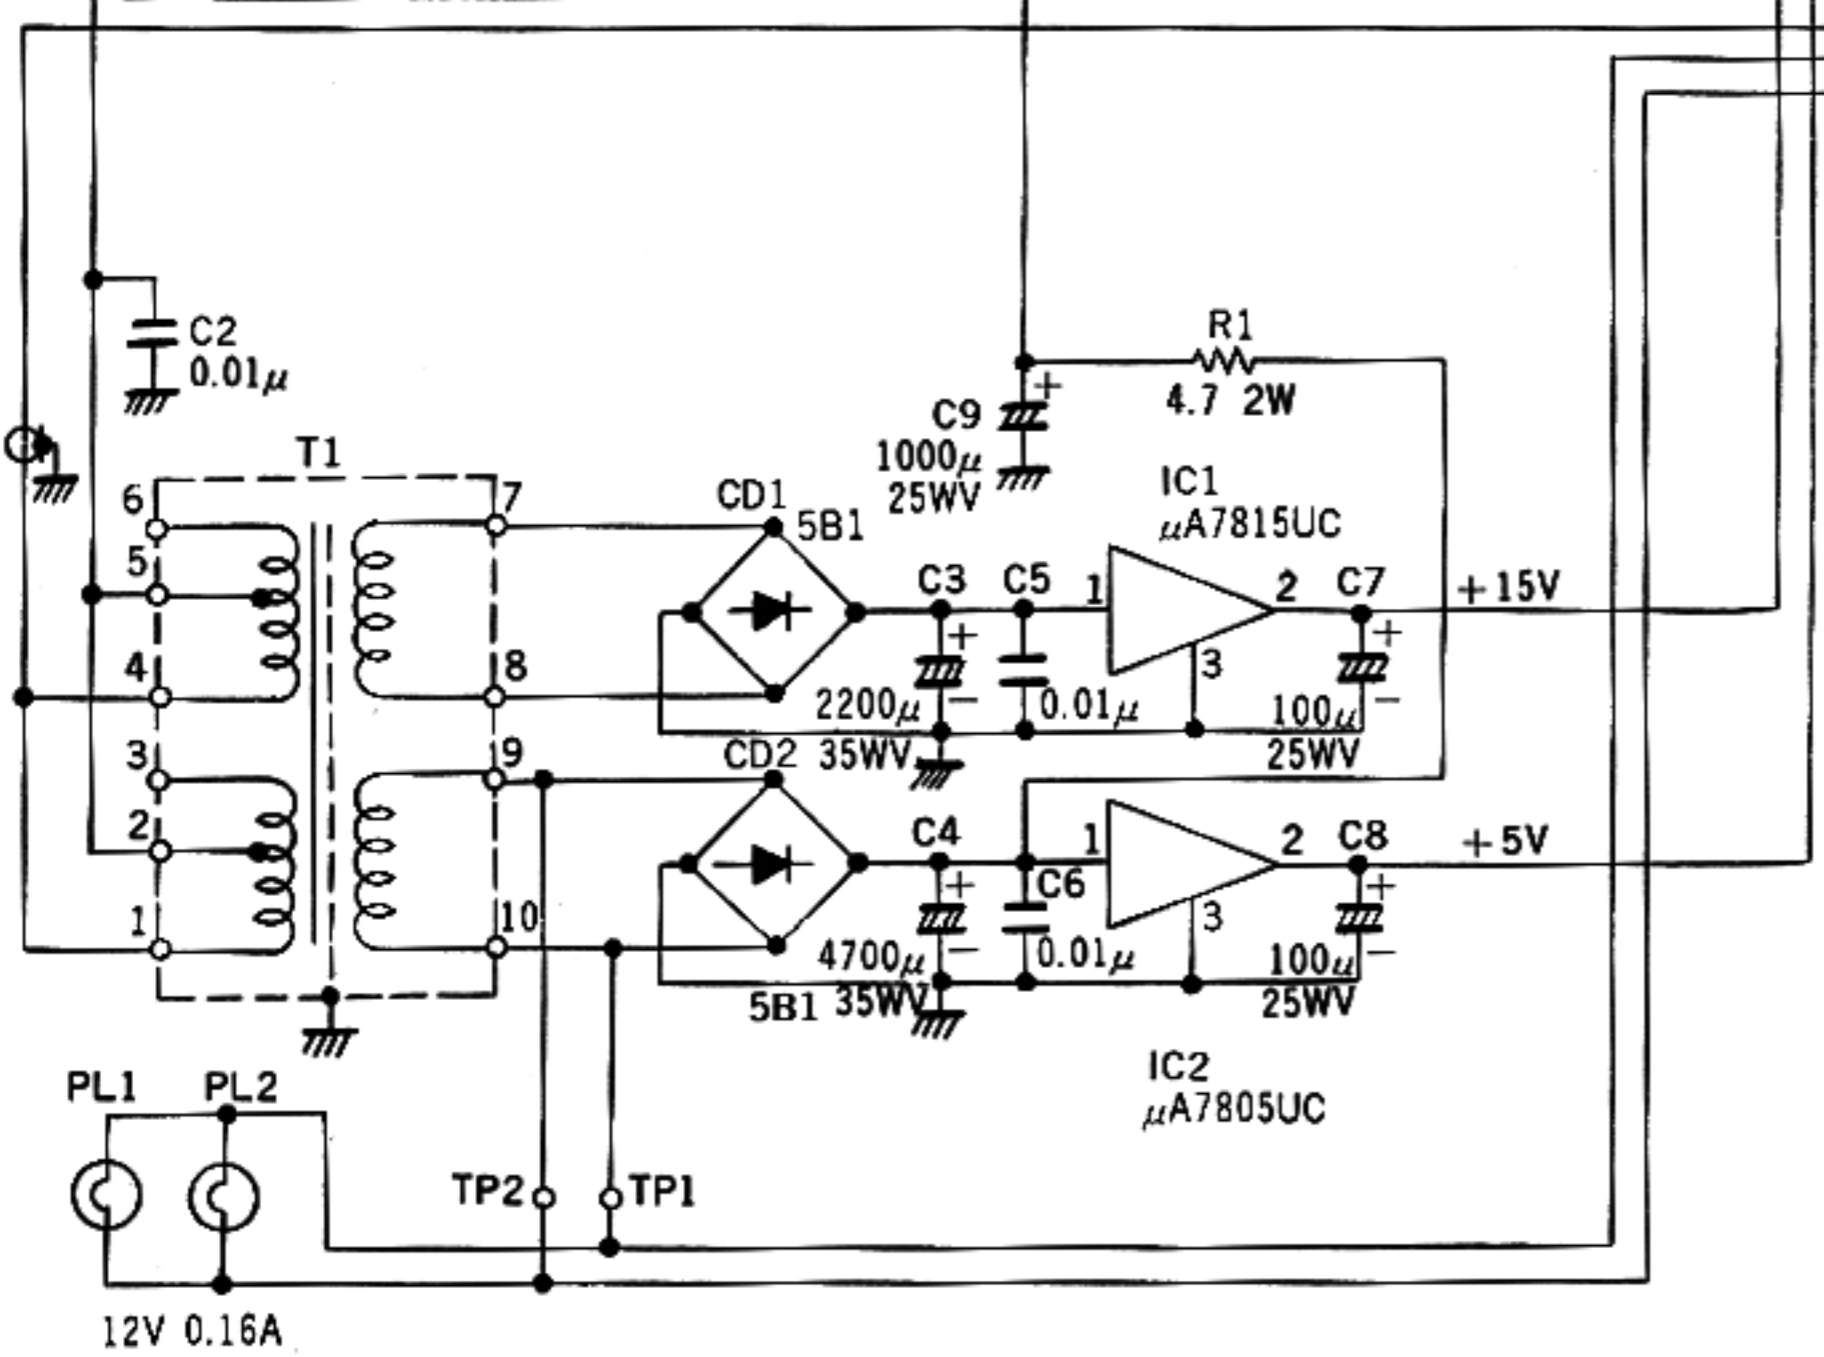 C2
0.01μ
R1
4.7 2W
+
C9
1000μ
25WV
T1
6
5
4
3
2
1
7
8
9
10
CD1
5B1
IC1
μA7815UC
C3
C5
1
2
C7
+15V
+
3
+
2200μ
−
35WV
0.01μ
100μ
−
25WV
CD2
C4
1
2
C8
+5V
+
C6
3
+
4700μ
−
0.01μ
100μ
−
5B1
35WV
25WV
IC2
μA7805UC
PL1
PL2
TP2
TP1
12V 0.16A